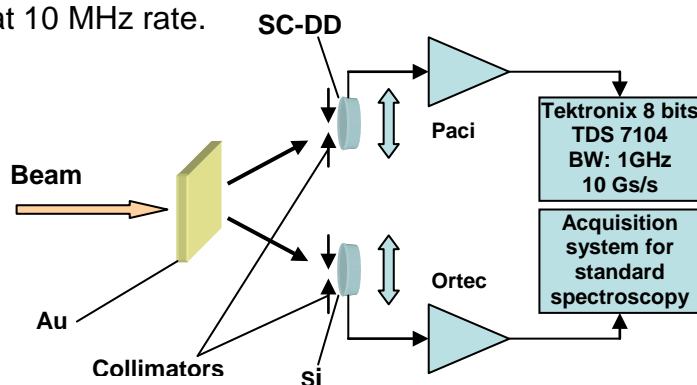 at 10 MHz rate.
SC-DD
Paci
Tektronix 8 bits
TDS 7104
BW: 1GHz
10 Gs/s
Beam
Acquisition
system for
standard
spectroscopy
Ortec
Au
Collimators
si